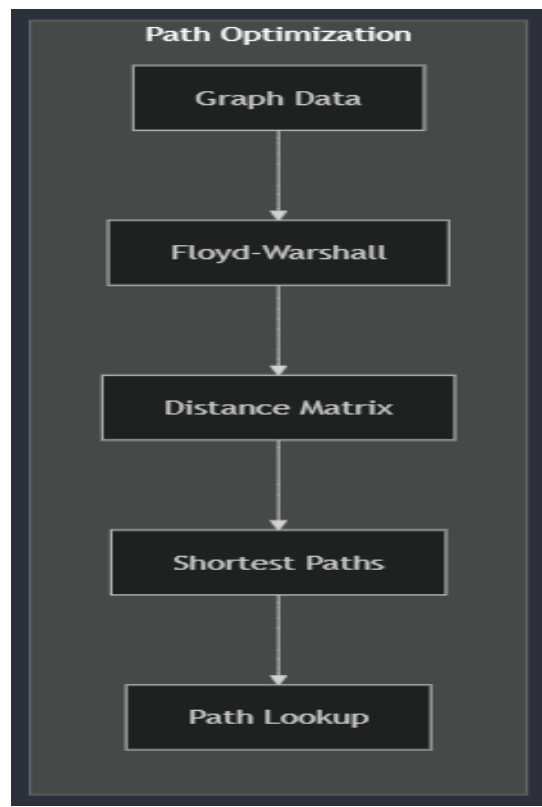 Path Optimization
Graph Data
Floyd-Warshall
Distance Matrix
Shortest Paths
Path Lookup